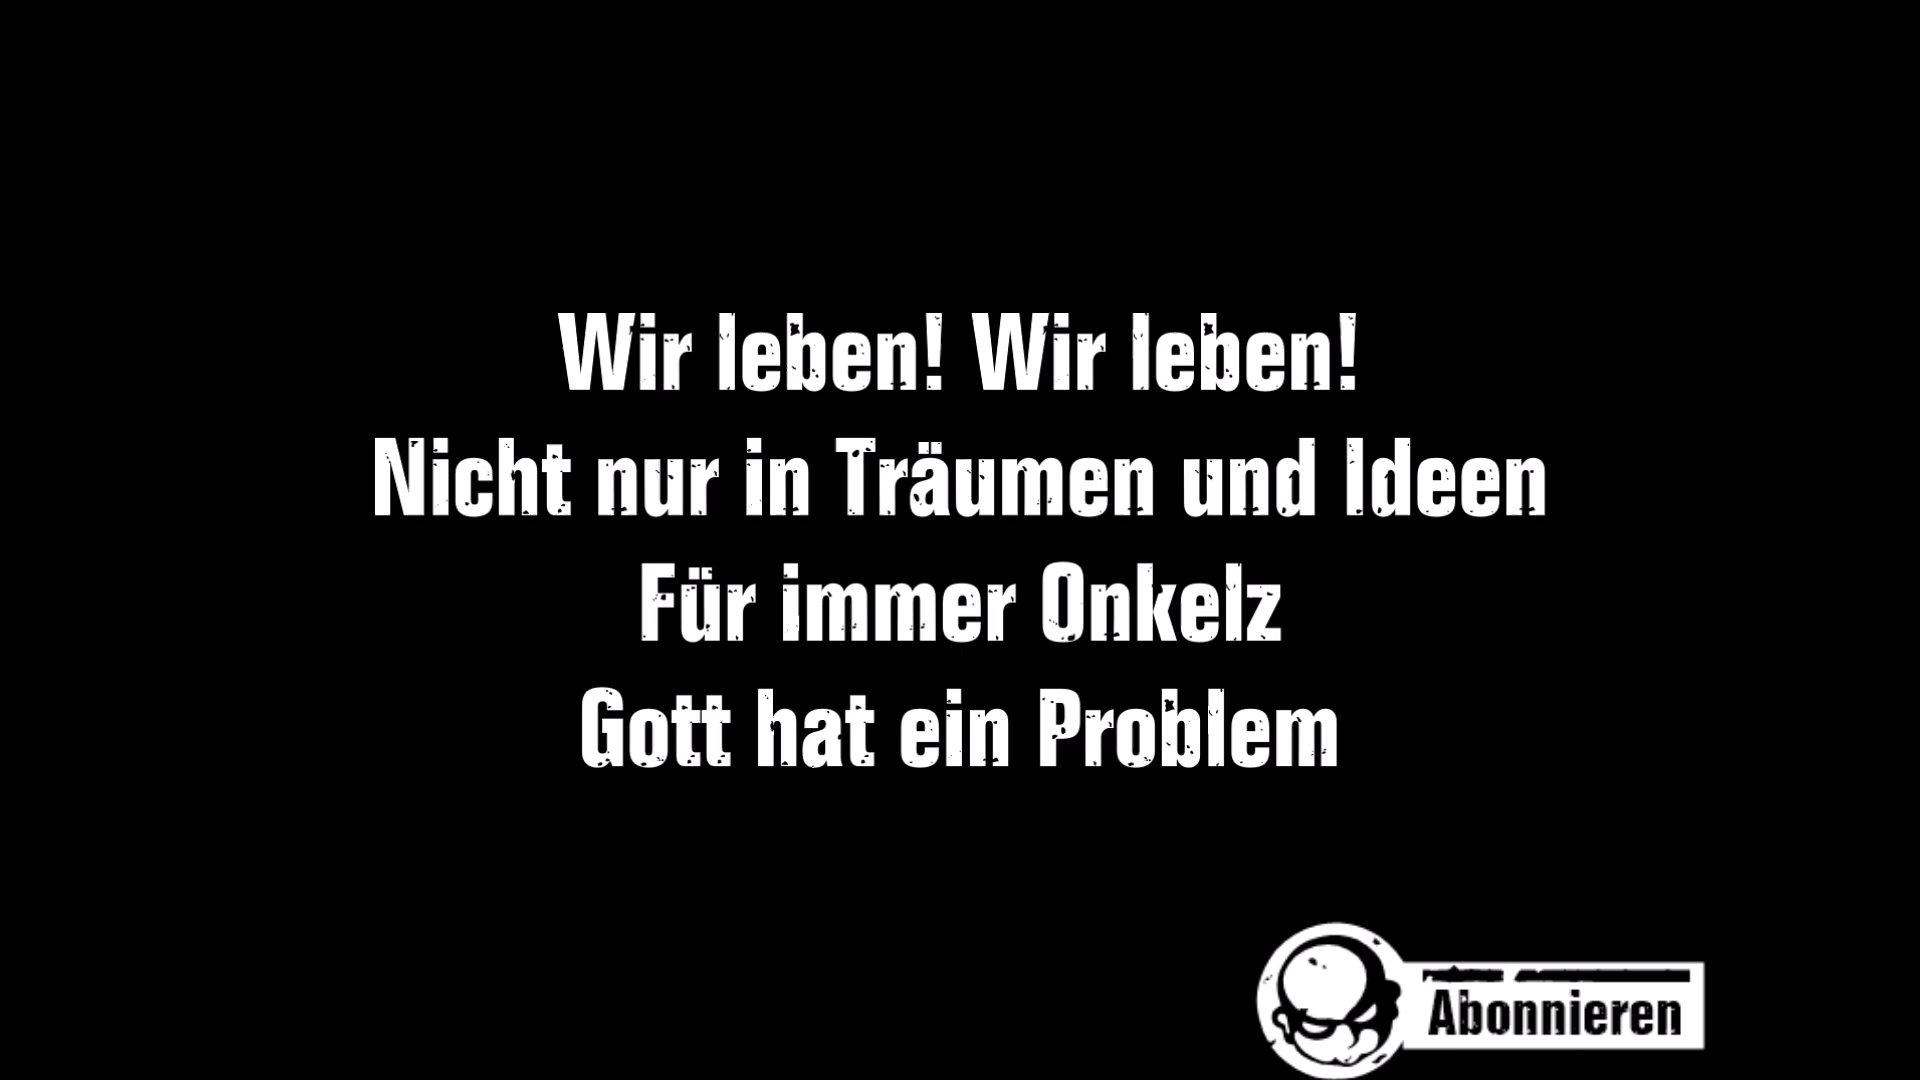 Wir leben! Wir leben!
Nicht nur in Träumen und Ideen
Für immer Onkelz
Gott hat ein Problem
Abonnieren